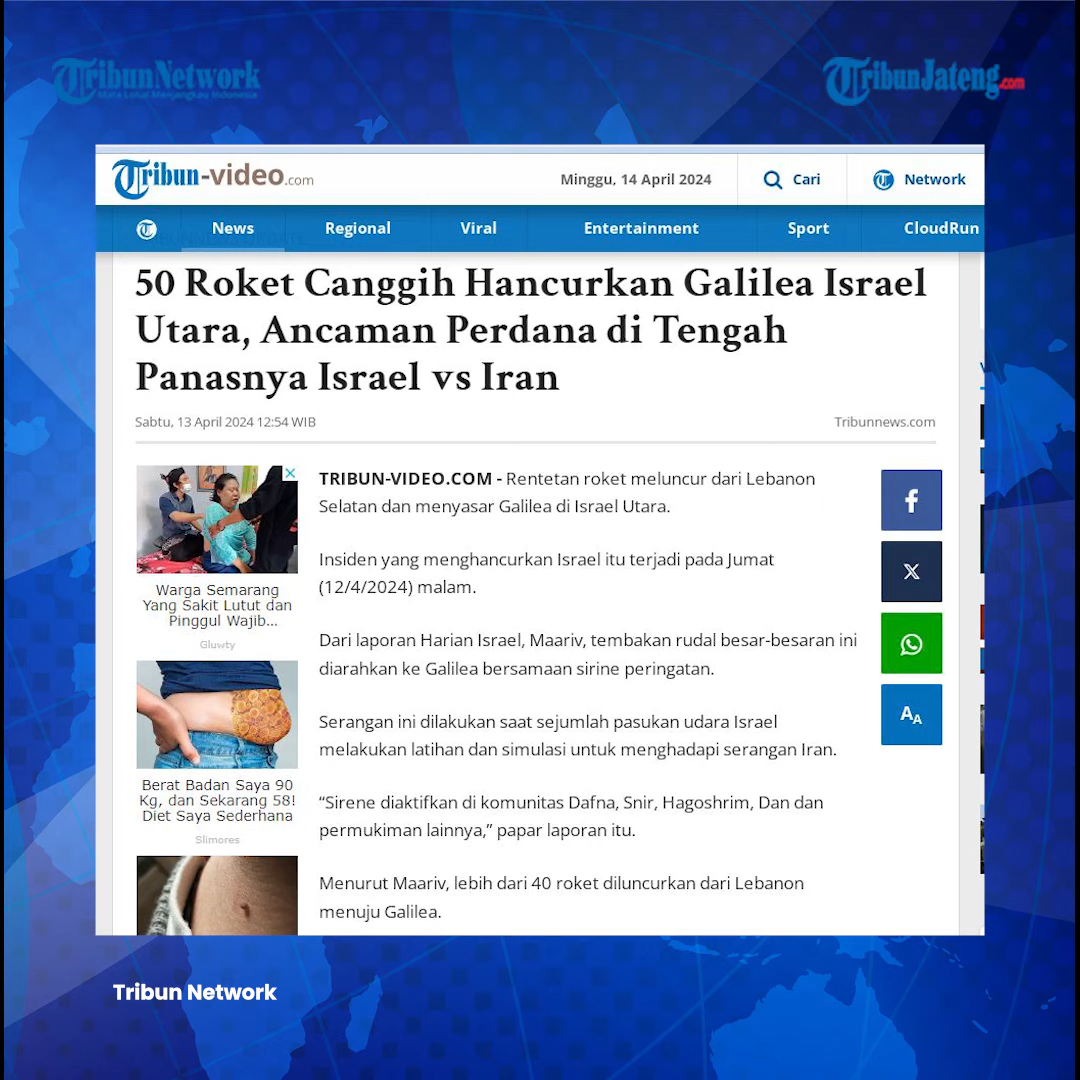 TribunNetwork
Mata Lokal Menjangkau Indonesia
TribunJateng.com
Tribun-video.com
Minggu, 14 April 2024
Cari
Network
News
Regional
Viral
Entertainment
Sport
CloudRun
50 Roket Canggih Hancurkan Galilea Israel
Utara, Ancaman Perdana di Tengah
Panasnya Israel vs Iran
Sabtu, 13 April 2024 12:54 WIB
Tribunnews.com
TRIBUN-VIDEO.COM - Rentetan roket meluncur dari Lebanon
Selatan dan menyasar Galilea di Israel Utara.
Insiden yang menghancurkan Israel itu terjadi pada Jumat
(12/4/2024) malam.
Dari laporan Harian Israel, Maariv, tembakan rudal besar-besaran ini
diarahkan ke Galilea bersamaan sirine peringatan.
Serangan ini dilakukan saat sejumlah pasukan udara Israel
melakukan latihan dan simulasi untuk menghadapi serangan Iran.
“Sirene diaktifkan di komunitas Dafna, Snir, Hagoshrim, Dan dan
permukiman lainnya,” papar laporan itu.
Menurut Maariv, lebih dari 40 roket diluncurkan dari Lebanon
menuju Galilea.
Warga Semarang
Yang Sakit Lutut dan
Pinggul Wajib...
Gluwty
Berat Badan Saya 90
Kg, dan Sekarang 58!
Diet Saya Sederhana
Slimores
AA
Tribun Network